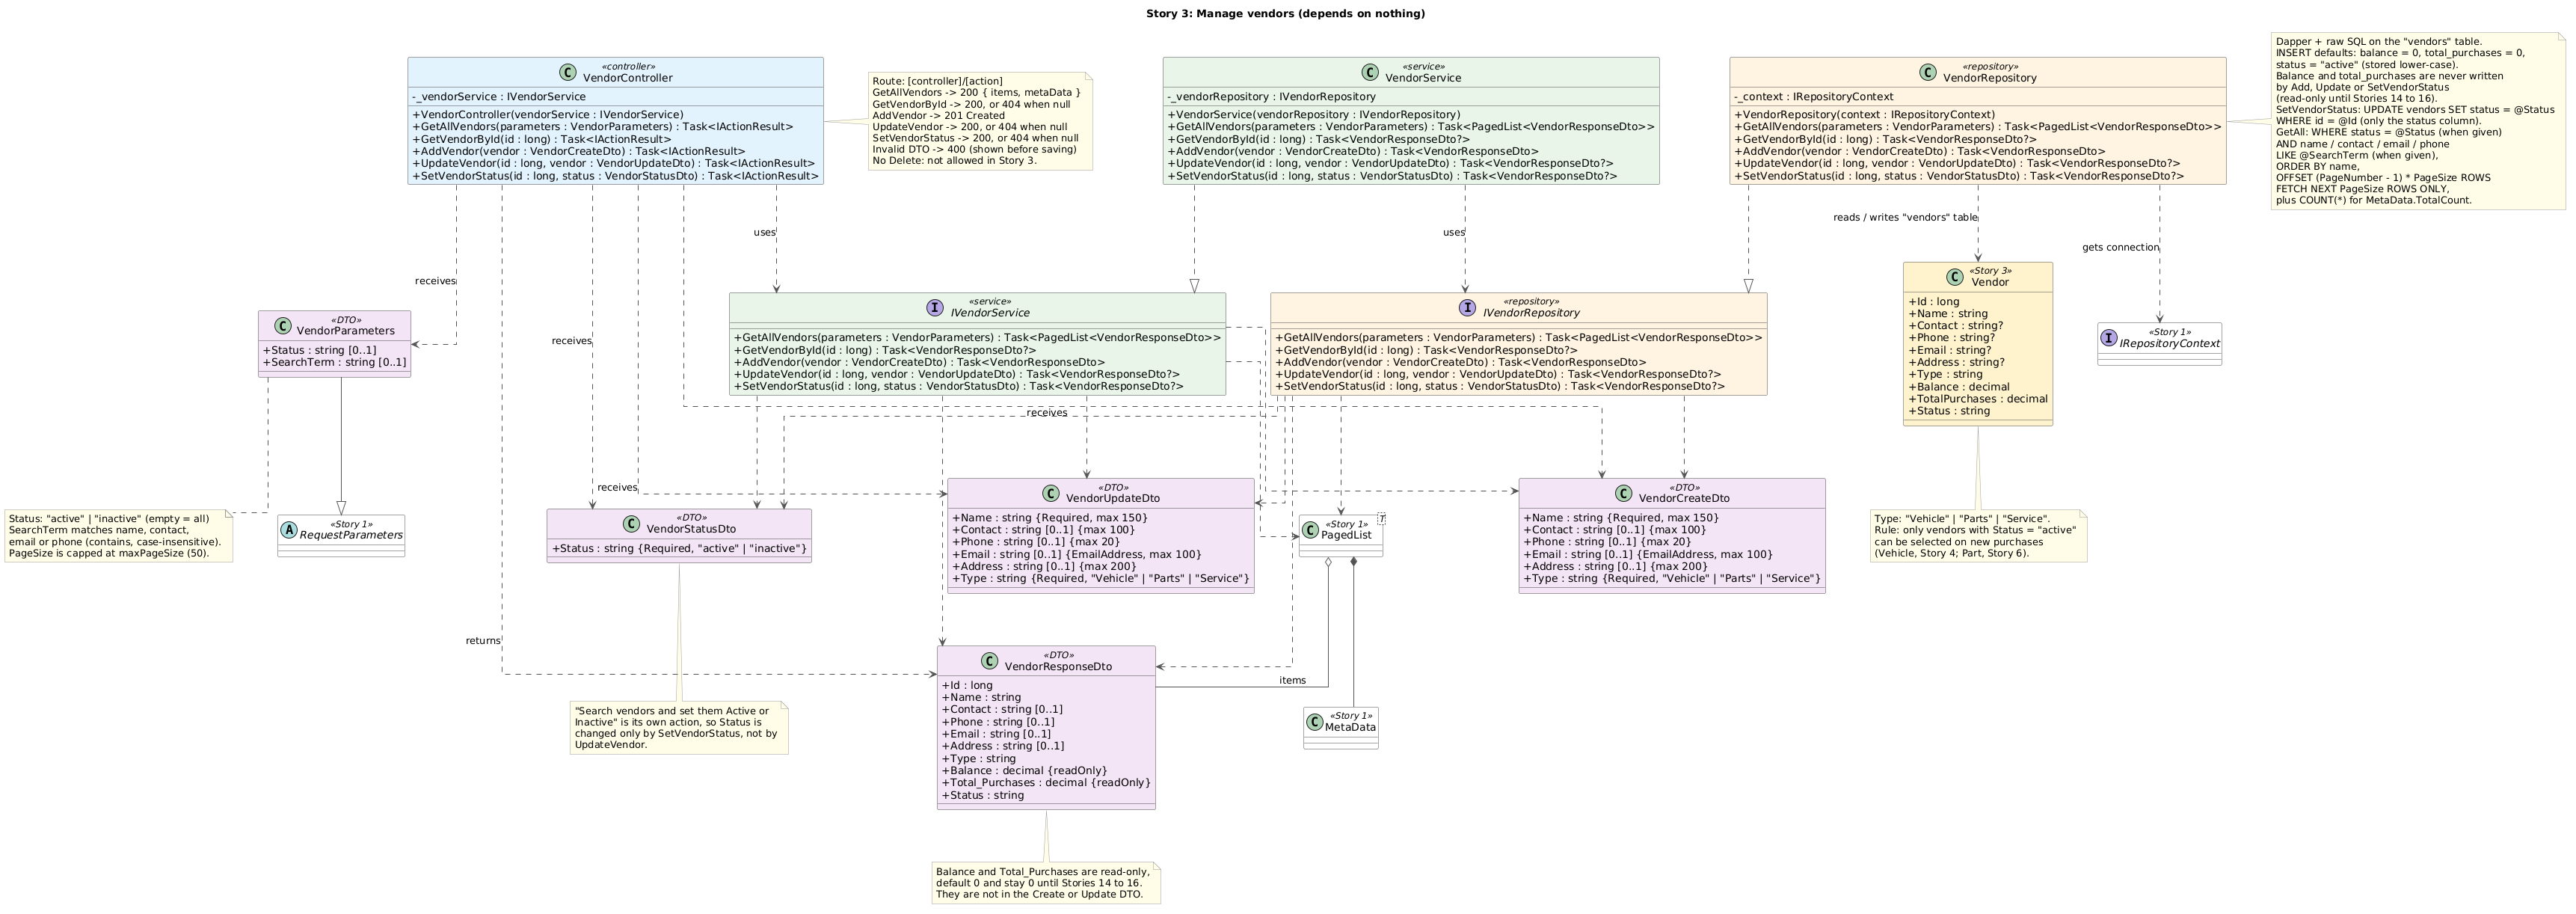 Story 3: Manage vendors (depends on nothing)
C «controller» VendorController
-_vendorService : IVendorService
+VendorController(vendorService : IVendorService)
+GetAllVendors(parameters : VendorParameters) : Task<IActionResult>
+GetVendorById(id : long) : Task<IActionResult>
+AddVendor(vendor : VendorCreateDto) : Task<IActionResult>
+UpdateVendor(id : long, vendor : VendorUpdateDto) : Task<IActionResult>
+SetVendorStatus(id : long, status : VendorStatusDto) : Task<IActionResult>
Route: [controller]/[action]
GetAllVendors -> 200 { items, metaData }
GetVendorById -> 200, or 404 when null
AddVendor -> 201 Created
UpdateVendor -> 200, or 404 when null
SetVendorStatus -> 200, or 404 when null
Invalid DTO -> 400 (shown before saving)
No Delete: not allowed in Story 3.
C «service» VendorService
-_vendorRepository : IVendorRepository
+VendorService(vendorRepository : IVendorRepository)
+GetAllVendors(parameters : VendorParameters) : Task<PagedList<VendorResponseDto>>
+GetVendorById(id : long) : Task<VendorResponseDto?>
+AddVendor(vendor : VendorCreateDto) : Task<VendorResponseDto>
+UpdateVendor(id : long, vendor : VendorUpdateDto) : Task<VendorResponseDto?>
+SetVendorStatus(id : long, status : VendorStatusDto) : Task<VendorResponseDto?>
C «repository» VendorRepository
-_context : IRepositoryContext
+VendorRepository(context : IRepositoryContext)
+GetAllVendors(parameters : VendorParameters) : Task<PagedList<VendorResponseDto>>
+GetVendorById(id : long) : Task<VendorResponseDto?>
+AddVendor(vendor : VendorCreateDto) : Task<VendorResponseDto>
+UpdateVendor(id : long, vendor : VendorUpdateDto) : Task<VendorResponseDto?>
+SetVendorStatus(id : long, status : VendorStatusDto) : Task<VendorResponseDto?>
Dapper + raw SQL on the "vendors" table.
INSERT defaults: balance = 0, total_purchases = 0,
status = "active" (stored lower-case).
Balance and total_purchases are never written
by Add, Update or SetVendorStatus
(read-only until Stories 14 to 16).
SetVendorStatus: UPDATE vendors SET status = @Status
WHERE id = @Id (only the status column).
GetAll: WHERE status = @Status (when given)
AND name / contact / email / phone
LIKE @SearchTerm (when given),
ORDER BY name,
OFFSET (PageNumber - 1) * PageSize ROWS
FETCH NEXT PageSize ROWS ONLY,
plus COUNT(*) for MetaData.TotalCount.
uses
uses
reads / writes "vendors" table
gets connection
receives
receives
C «DTO» VendorParameters
+Status : string [0..1]
+SearchTerm : string [0..1]
I «service» IVendorService
+GetAllVendors(parameters : VendorParameters) : Task<PagedList<VendorResponseDto>>
+GetVendorById(id : long) : Task<VendorResponseDto?>
+AddVendor(vendor : VendorCreateDto) : Task<VendorResponseDto>
+UpdateVendor(id : long, vendor : VendorUpdateDto) : Task<VendorResponseDto?>
+SetVendorStatus(id : long, status : VendorStatusDto) : Task<VendorResponseDto?>
I «repository» IVendorRepository
+GetAllVendors(parameters : VendorParameters) : Task<PagedList<VendorResponseDto>>
+GetVendorById(id : long) : Task<VendorResponseDto?>
+AddVendor(vendor : VendorCreateDto) : Task<VendorResponseDto>
+UpdateVendor(id : long, vendor : VendorUpdateDto) : Task<VendorResponseDto?>
+SetVendorStatus(id : long, status : VendorStatusDto) : Task<VendorResponseDto?>
C «Story 3» Vendor
+Id : long
+Name : string
+Contact : string?
+Phone : string?
+Email : string?
+Address : string?
+Type : string
+Balance : decimal
+TotalPurchases : decimal
+Status : string
I «Story 1» IRepositoryContext
receives
receives
Status: "active" | "inactive" (empty = all)
SearchTerm matches name, contact,
email or phone (contains, case-insensitive).
PageSize is capped at maxPageSize (50).
A «Story 1» RequestParameters
C «DTO» VendorStatusDto
+Status : string {Required, "active" | "inactive"}
C «DTO» VendorUpdateDto
+Name : string {Required, max 150}
+Contact : string [0..1] {max 100}
+Phone : string [0..1] {max 20}
+Email : string [0..1] {EmailAddress, max 100}
+Address : string [0..1] {max 200}
+Type : string {Required, "Vehicle" | "Parts" | "Service"}
C «Story 1» PagedList T
C «DTO» VendorCreateDto
+Name : string {Required, max 150}
+Contact : string [0..1] {max 100}
+Phone : string [0..1] {max 20}
+Email : string [0..1] {EmailAddress, max 100}
+Address : string [0..1] {max 200}
+Type : string {Required, "Vehicle" | "Parts" | "Service"}
Type: "Vehicle" | "Parts" | "Service".
Rule: only vendors with Status = "active"
can be selected on new purchases
(Vehicle, Story 4; Part, Story 6).
returns
items
"Search vendors and set them Active or
Inactive" is its own action, so Status is
changed only by SetVendorStatus, not by
UpdateVendor.
C «DTO» VendorResponseDto
+Id : long
+Name : string
+Contact : string [0..1]
+Phone : string [0..1]
+Email : string [0..1]
+Address : string [0..1]
+Type : string
+Balance : decimal {readOnly}
+Total_Purchases : decimal {readOnly}
+Status : string
C «Story 1» MetaData
Balance and Total_Purchases are read-only,
default 0 and stay 0 until Stories 14 to 16.
They are not in the Create or Update DTO.